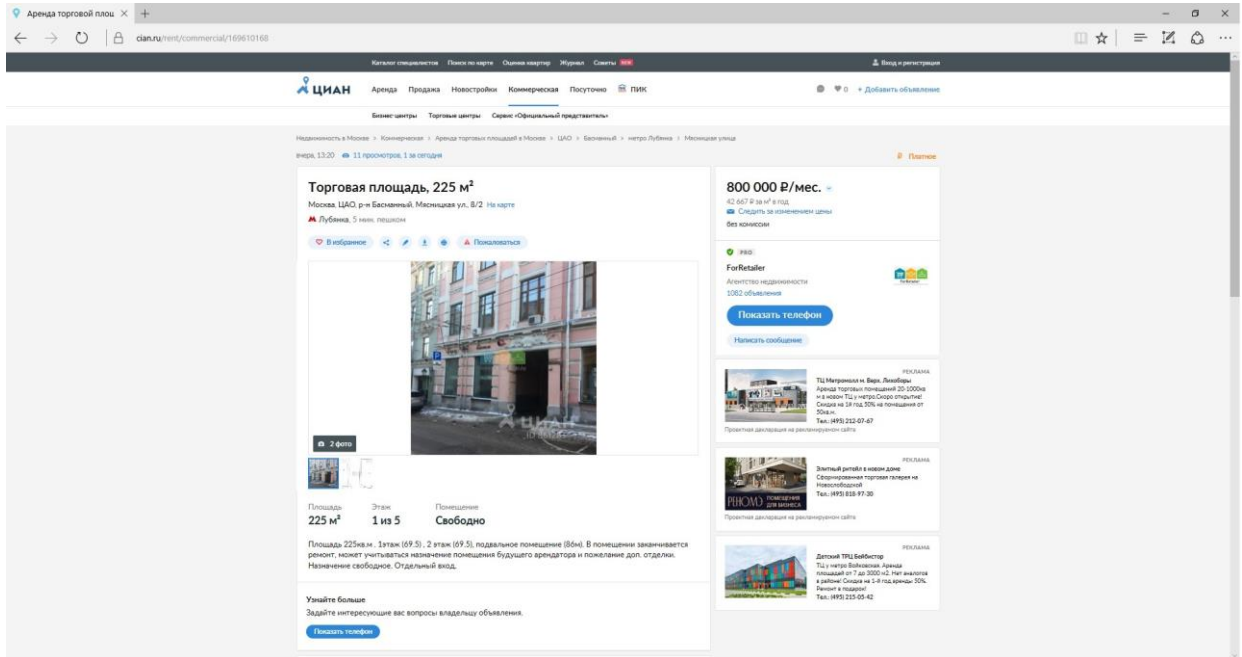 Аренда торговой площ
cian.ru/rent/commercial/169610168
Каталог специалистов Поиск по карте Оценка квартир Журнал Советы NEW
Вход и регистрация
ЦИАН Аренда Продажа Новостройки Коммерческая Посуточно ПИК
0 + Добавить объявление
Бизнес-центры Торговые центры Сервис «Официальный представитель»
Недвижимость в Москве > Коммерческая > Аренда торговых площадей в Москве > ЦАО > Басманный > метро Лубянка > Мясницкая улица
вчера, 13:20 11 просмотров, 1 за сегодня
₽ Платное
Торговая площадь, 225 м²
Москва, ЦАО, р-н Басманный, Мясницкая ул., 8/2 На карте
Лубянка, 5 мин. пешком
В избранное Пожаловаться
ЦИАН
2 фото
Площадь Этаж Помещение
225 м² 1 из 5 Свободно
Площадь 225кв.м., 1этаж (69.5) , 2 этаж (69.5), подвальное помещение (86м). В помещении заканчивается
ремонт, может учитываться назначение помещения будущего арендатора и пожелание доп. отделки.
Назначение свободное. Отдельный вход.
Узнайте больше
Задайте интересующие вас вопросы владельцу объявления.
Показать телефон
800 000 ₽/мес.
42 667 ₽ за м² в год
Следить за изменением цены
без комиссии
PRO
ForRetailer
Агентство недвижимости
1082 объявления
Показать телефон
Написать сообщение
РЕКЛАМА
ТЦ Метромолл м. Верх. Лихоборы
Аренда торговых помещений 20-1000кв
м в новом ТЦ у метро.Скоро открытие!
Скидка на 1й год 50% на помещения от
50кв.м.
Тел.: (495) 212-07-67
Проектная декларация на рекламируемом сайте
РЕКЛАМА
Элитный ритейл в новом доме
Сформированная торговая галерея на
Новослободской
Тел.: (495) 018-97-30
РЕНОМЭ ПОМЕЩЕНИЯ ДЛЯ БИЗНЕСА
Проектная декларация на рекламируемом сайте
РЕКЛАМА
Детский ТРЦ Бейбистор
ТЦ у метро Войковская. Аренда
площадей от 7 до 3000 м2. Нет аналогов
в районе! Скидка на 1-й год аренды 50%.
Ремонт в подарок!
Тел.: (495) 215-05-42